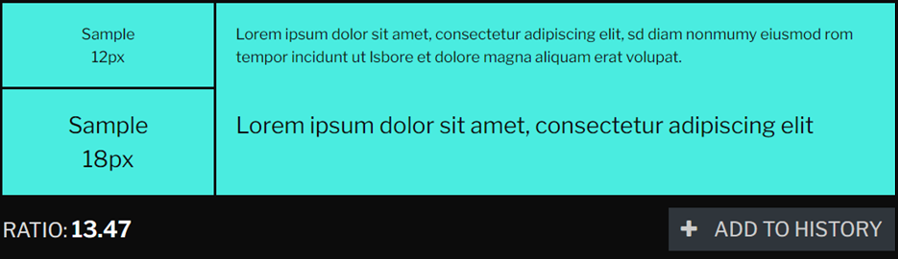 Sample
12px
Lorem ipsum dolor sit amet, consectetur adipiscing elit, sd diam nonmumy eiusmod rom
tempor incidunt ut lsbore et dolore magna aliquam erat volupat.
Sample
18px
Lorem ipsum dolor sit amet, consectetur adipiscing elit
RATIO: 13.47
+ ADD TO HISTORY